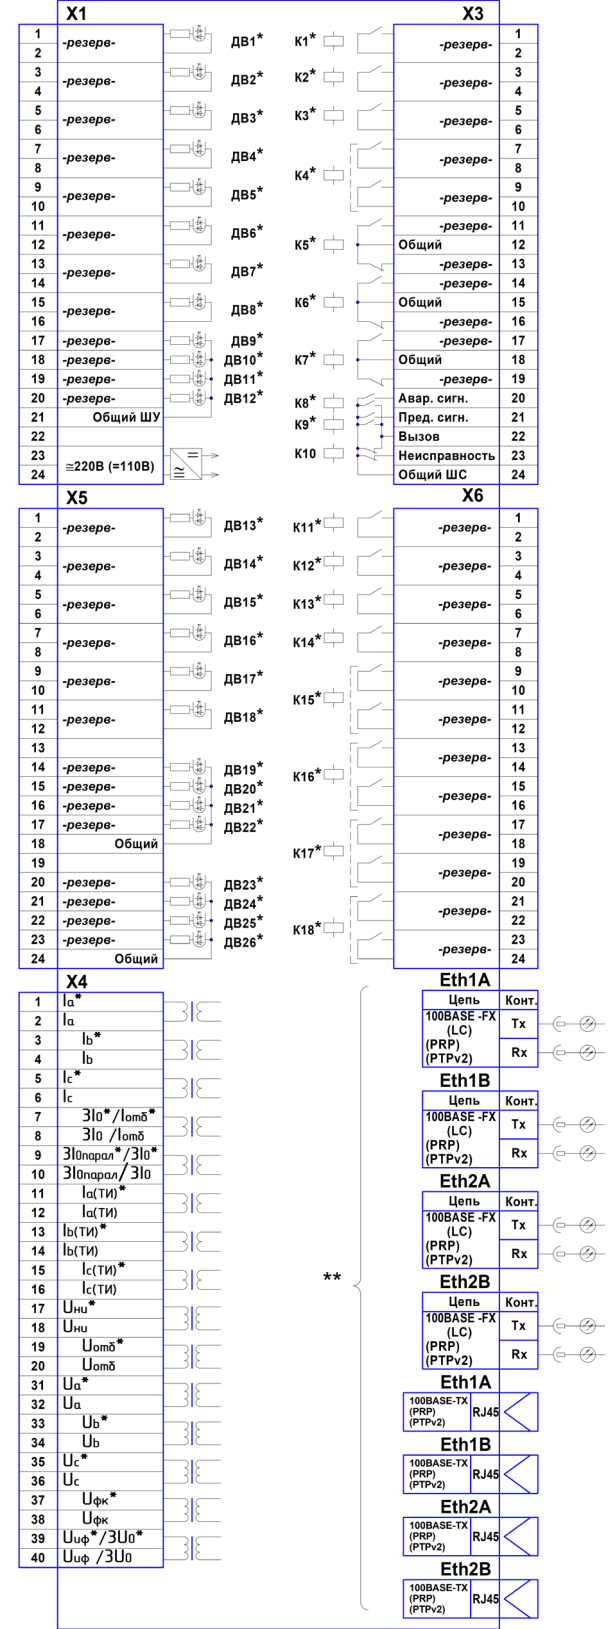 X1
1 -резерв- ДВ1*
2
3 -резерв- ДВ2*
4
5 -резерв- ДВ3*
6
7 -резерв- ДВ4*
8
9 -резерв- ДВ5*
10
11 -резерв- ДВ6*
12
13 -резерв- ДВ7*
14
15 -резерв- ДВ8*
16
17 -резерв- ДВ9*
18 -резерв- ДВ10*
19 -резерв- ДВ11*
20 -резерв- ДВ12*
21 Общий ШУ
22
23 ≅220В (=110В)
24
X3
К1* -резерв- 1
2
К2* -резерв- 3
4
К3* -резерв- 5
6
К4* -резерв- 7
8
-резерв- 9
10
-резерв- 11
К5* Общий 12
-резерв- 13
-резерв- 14
К6* Общий 15
-резерв- 16
-резерв- 17
К7* Общий 18
-резерв- 19
К8* Авар. сигн. 20
К9* Пред. сигн. 21
Вызов 22
К10 Неисправность 23
Общий ШС 24
X5
1 -резерв- ДВ13*
2
3 -резерв- ДВ14*
4
5 -резерв- ДВ15*
6
7 -резерв- ДВ16*
8
9 -резерв- ДВ17*
10
11 -резерв- ДВ18*
12
13
14 -резерв- ДВ19*
15 -резерв- ДВ20*
16 -резерв- ДВ21*
17 -резерв- ДВ22*
18 Общий
19
20 -резерв- ДВ23*
21 -резерв- ДВ24*
22 -резерв- ДВ25*
23 -резерв- ДВ26*
24 Общий
X6
К11* -резерв- 1
2
К12* -резерв- 3
4
К13* -резерв- 5
6
К14* -резерв- 7
8
К15* -резерв- 9
10
-резерв- 11
12
К16* -резерв- 13
14
-резерв- 15
16
К17* -резерв- 17
18
-резерв- 19
20
К18* -резерв- 21
22
-резерв- 23
24
X4
1 Iа*
2 Iа
3 Ib*
4 Ib
5 Iс*
6 Iс
7 3I0*/Iотб*
8 3I0 /Iотб
9 3I0парал*/3I0*
10 3I0парал/3I0
11 Iа(ТИ)*
12 Iа(ТИ)
13 Ib(ТИ)*
14 Ib(ТИ)
15 Iс(ТИ)*
16 Iс(ТИ)
17 Uни*
18 Uни
19 Uотб*
20 Uотб
31 Uа*
32 Uа
33 Ub*
34 Ub
35 Uс*
36 Uс
37 Uфк*
38 Uфк
39 Uиф*/3U0*
40 Uиф /3U0
**
Eth1A
Цепь Конт.
100BASE -FX
(LC) Tx
(PRP)
(PTPv2) Rx
Eth1B
Цепь Конт.
100BASE -FX
(LC) Tx
(PRP)
(PTPv2) Rx
Eth2A
Цепь Конт.
100BASE -FX
(LC) Tx
(PRP)
(PTPv2) Rx
Eth2B
Цепь Конт.
100BASE -FX
(LC) Tx
(PRP)
(PTPv2) Rx
Eth1A
100BASE-TX
(PRP) RJ45
(PTPv2)
Eth1B
100BASE-TX
(PRP) RJ45
(PTPv2)
Eth2A
100BASE-TX
(PRP) RJ45
(PTPv2)
Eth2B
100BASE-TX
(PRP) RJ45
(PTPv2)